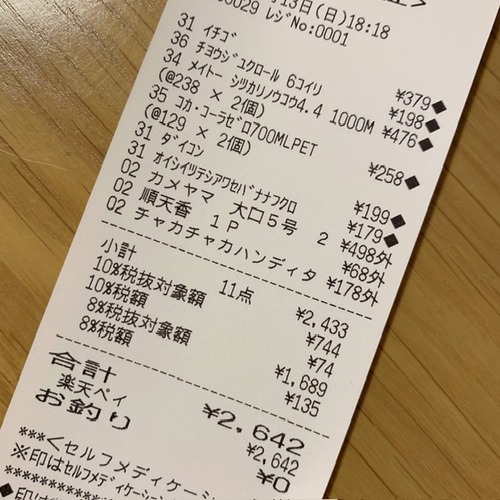 13日(日)18:18
レジNo:0001
31 イチゴ ¥379◆
36 チョウジュクロール 6コイリ ¥198◆
34 メイトー シツカリノウコウ4.4 1000M ¥476◆
(@238 × 2個)
35 コカ・コーラゼロ700MLPET ¥258◆
(@129 × 2個)
31 ダイコン ¥199◆
31 オイシイッテシアワセバナナフクロ ¥179◆
02 カメヤマ 大口5号 2 ¥498外
02 順天香 1P ¥68外
02 チャカチャカハンディタ ¥178外
小計 11点 ¥2,433
10%税抜対象額 ¥744
10%税額 ¥74
8%税抜対象額 ¥1,689
8%税額 ¥135
合計 ¥2,642
楽天ペイ ¥2,642
お釣り ¥0
***<セルフメディケーシ
※印はセルフメディケーシ